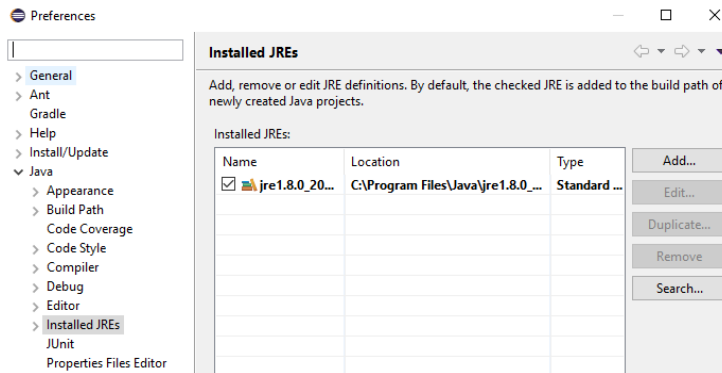 Preferences
Installed JREs
General
Ant
Gradle
Help
Install/Update
Java
Appearance
Build Path
Code Coverage
Code Style
Compiler
Debug
Editor
Installed JREs
JUnit
Properties Files Editor
Add, remove or edit JRE definitions. By default, the checked JRE is added to the build path of
newly created Java projects.
Installed JREs:
Name Location Type
jre1.8.0_20... C:\Program Files\Java\jre1.8.0_... Standard ...
Add...
Edit...
Duplicate...
Remove
Search...